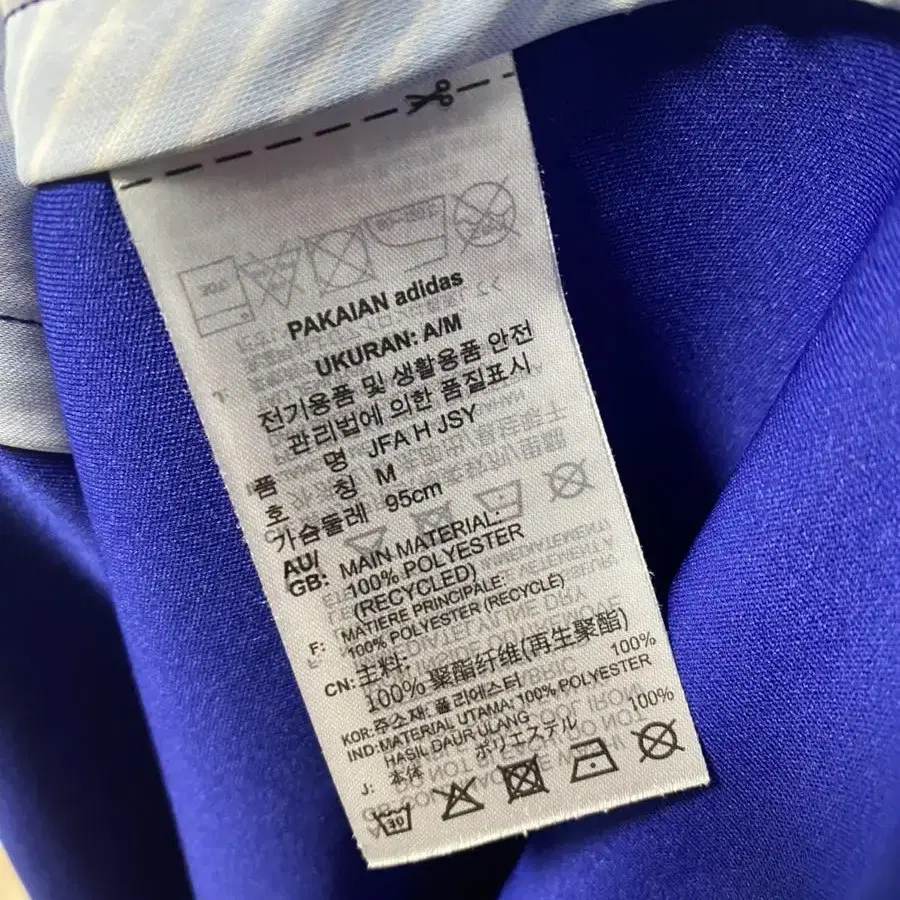 PAKAIAN adidas
UKURAN: A/M
전기용품 및 생활용품 안전
관리법에 의한 품질표시
품 명 JFA H JSY
호 칭 M
가슴둘레 95cm
AU/
GB: MAIN MATERIAL:
100% POLYESTER
(RECYCLED)
F: MATIERE PRINCIPALE:
100% POLYESTER (RECYCLÉ)
CN: 主料:
100% 聚酯纤维(再生聚酯)
KOR: 주소재: 폴리에스터 100%
IND: MATERIAL UTAMA: 100% POLYESTER
HASIL DAUR ULANG
J: 本体 ポリエステル 100%
30